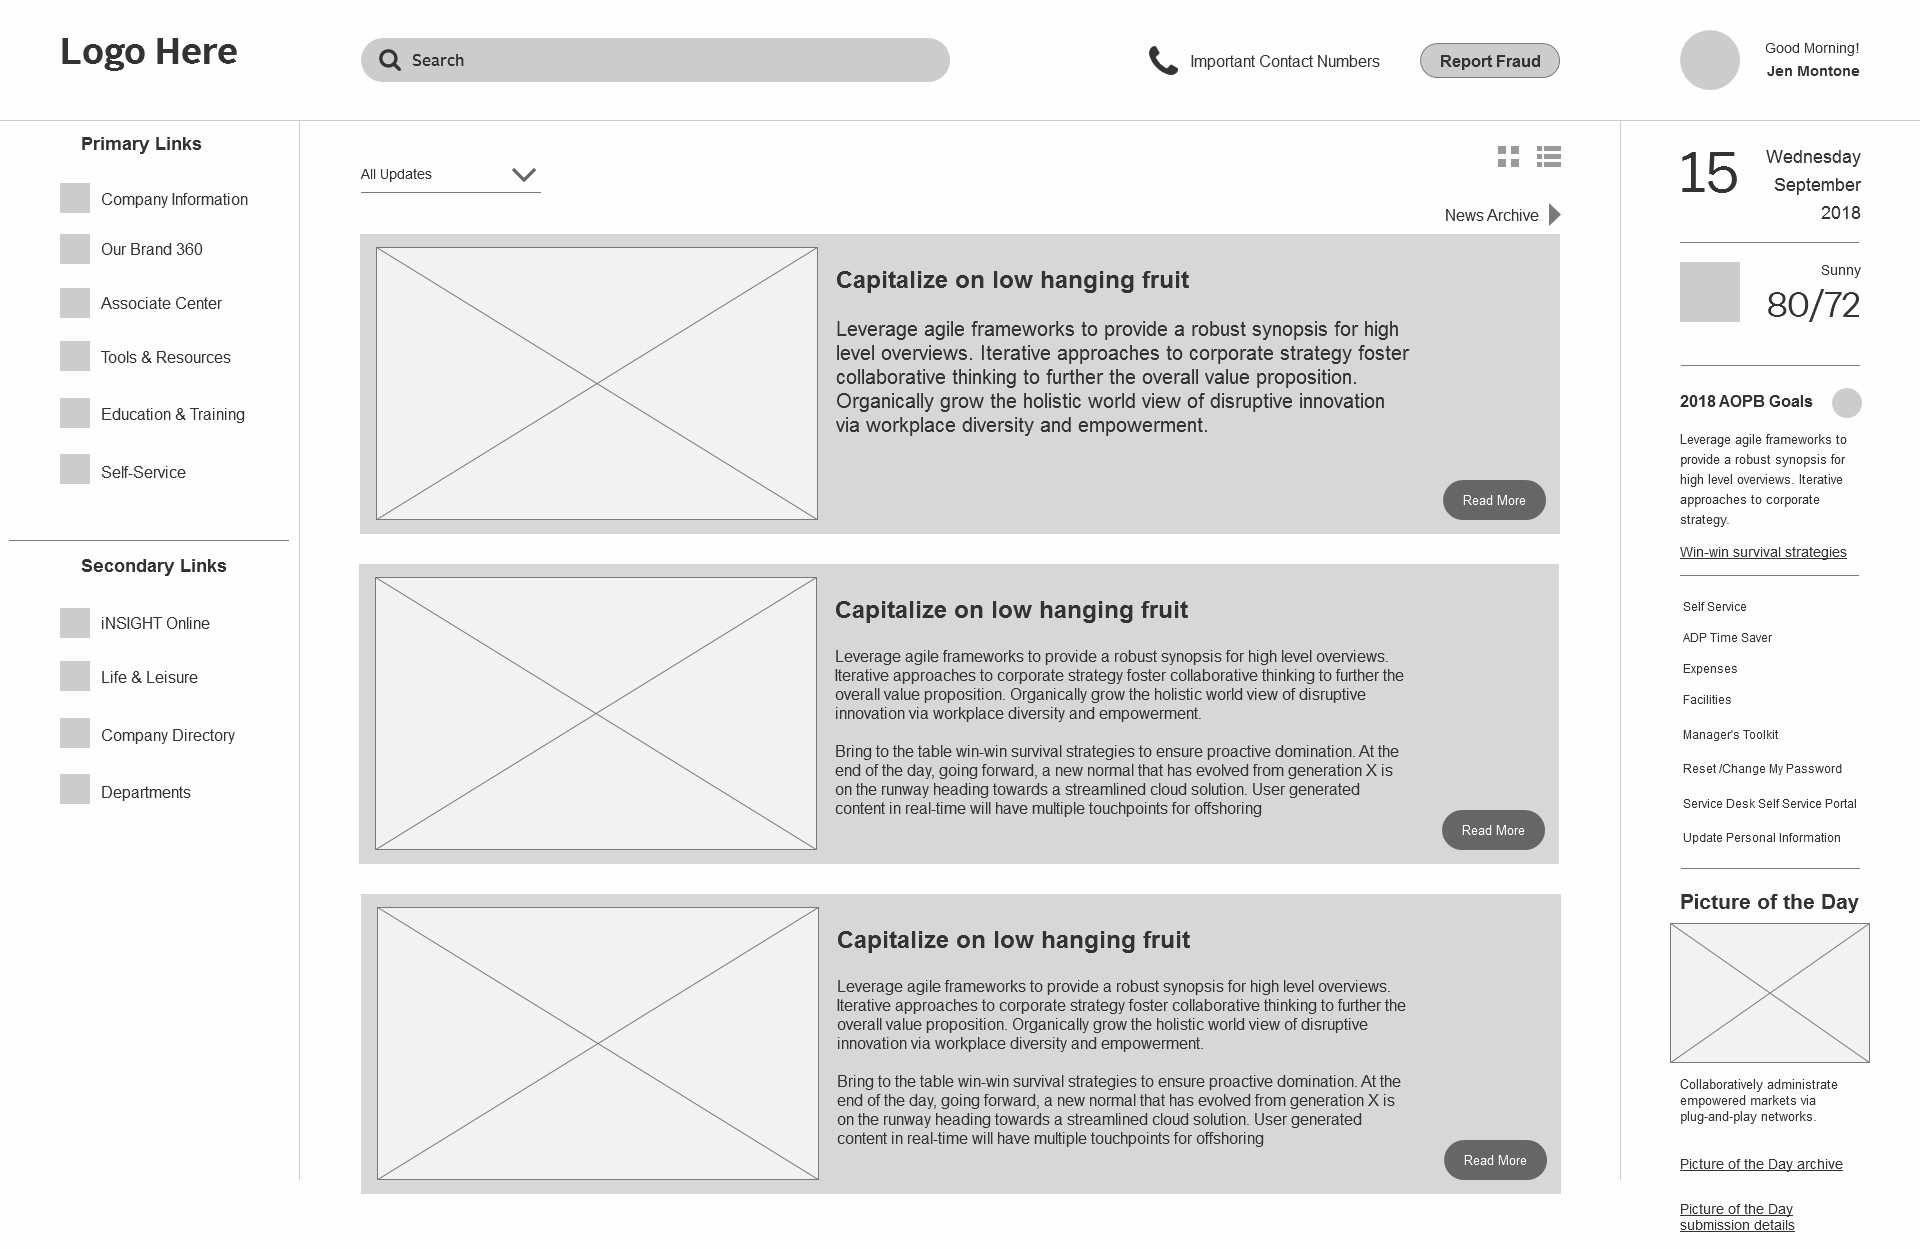 Logo Here
Search
Important Contact Numbers
Report Fraud
Good Morning!
Jen Montone
Primary Links
Company Information
Our Brand 360
Associate Center
Tools & Resources
Education & Training
Self-Service
Secondary Links
iNSIGHT Online
Life & Leisure
Company Directory
Departments
All Updates
News Archive
Capitalize on low hanging fruit
Leverage agile frameworks to provide a robust synopsis for high
level overviews. Iterative approaches to corporate strategy foster
collaborative thinking to further the overall value proposition.
Organically grow the holistic world view of disruptive innovation
via workplace diversity and empowerment.
Read More
Capitalize on low hanging fruit
Leverage agile frameworks to provide a robust synopsis for high level overviews.
Iterative approaches to corporate strategy foster collaborative thinking to further the
overall value proposition. Organically grow the holistic world view of disruptive
innovation via workplace diversity and empowerment.
Bring to the table win-win survival strategies to ensure proactive domination. At the
end of the day, going forward, a new normal that has evolved from generation X is
on the runway heading towards a streamlined cloud solution. User generated
content in real-time will have multiple touchpoints for offshoring
Read More
Capitalize on low hanging fruit
Leverage agile frameworks to provide a robust synopsis for high level overviews.
Iterative approaches to corporate strategy foster collaborative thinking to further the
overall value proposition. Organically grow the holistic world view of disruptive
innovation via workplace diversity and empowerment.
Bring to the table win-win survival strategies to ensure proactive domination. At the
end of the day, going forward, a new normal that has evolved from generation X is
on the runway heading towards a streamlined cloud solution. User generated
content in real-time will have multiple touchpoints for offshoring
Read More
15
Wednesday
September
2018
Sunny
80/72
2018 AOPB Goals
Leverage agile frameworks to
provide a robust synopsis for
high level overviews. Iterative
approaches to corporate
strategy.
Win-win survival strategies
Self Service
ADP Time Saver
Expenses
Facilities
Manager's Toolkit
Reset /Change My Password
Service Desk Self Service Portal
Update Personal Information
Picture of the Day
Collaboratively administrate
empowered markets via
plug-and-play networks.
Picture of the Day archive
Picture of the Day
submission details